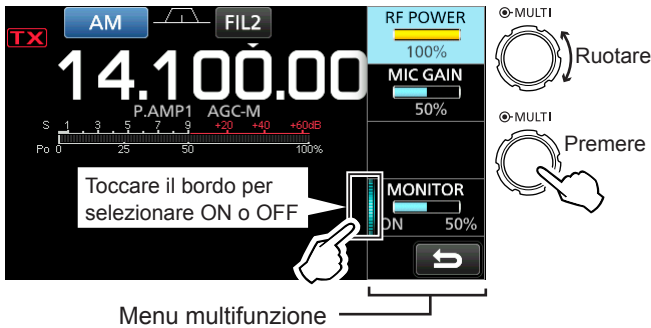 AM
FIL2
TX
14.100.00
P.AMP1 AGC-M
S 1 3 5 7 9 +20 +40 +60dB
Po 0 25 50 100%
RF POWER
100%
MIC GAIN
50%
MONITOR
ON 50%
Toccare il bordo per
selezionare ON o OFF
Menu multifunzione
MULTI
Ruotare
MULTI
Premere